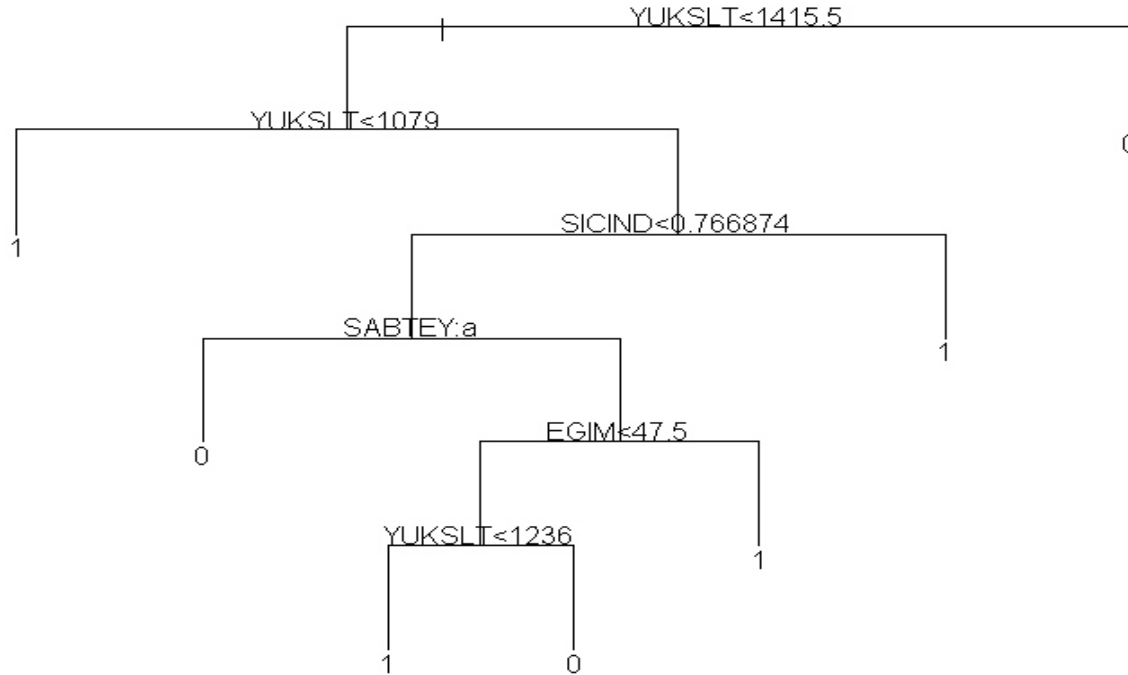 YUKSLT<1415.5
YUKSLT<1079
0
SICIND<0.766874
1
SABTEY:a
1
EGIM<47.5
0
YUKSLT<1236
1
1 0